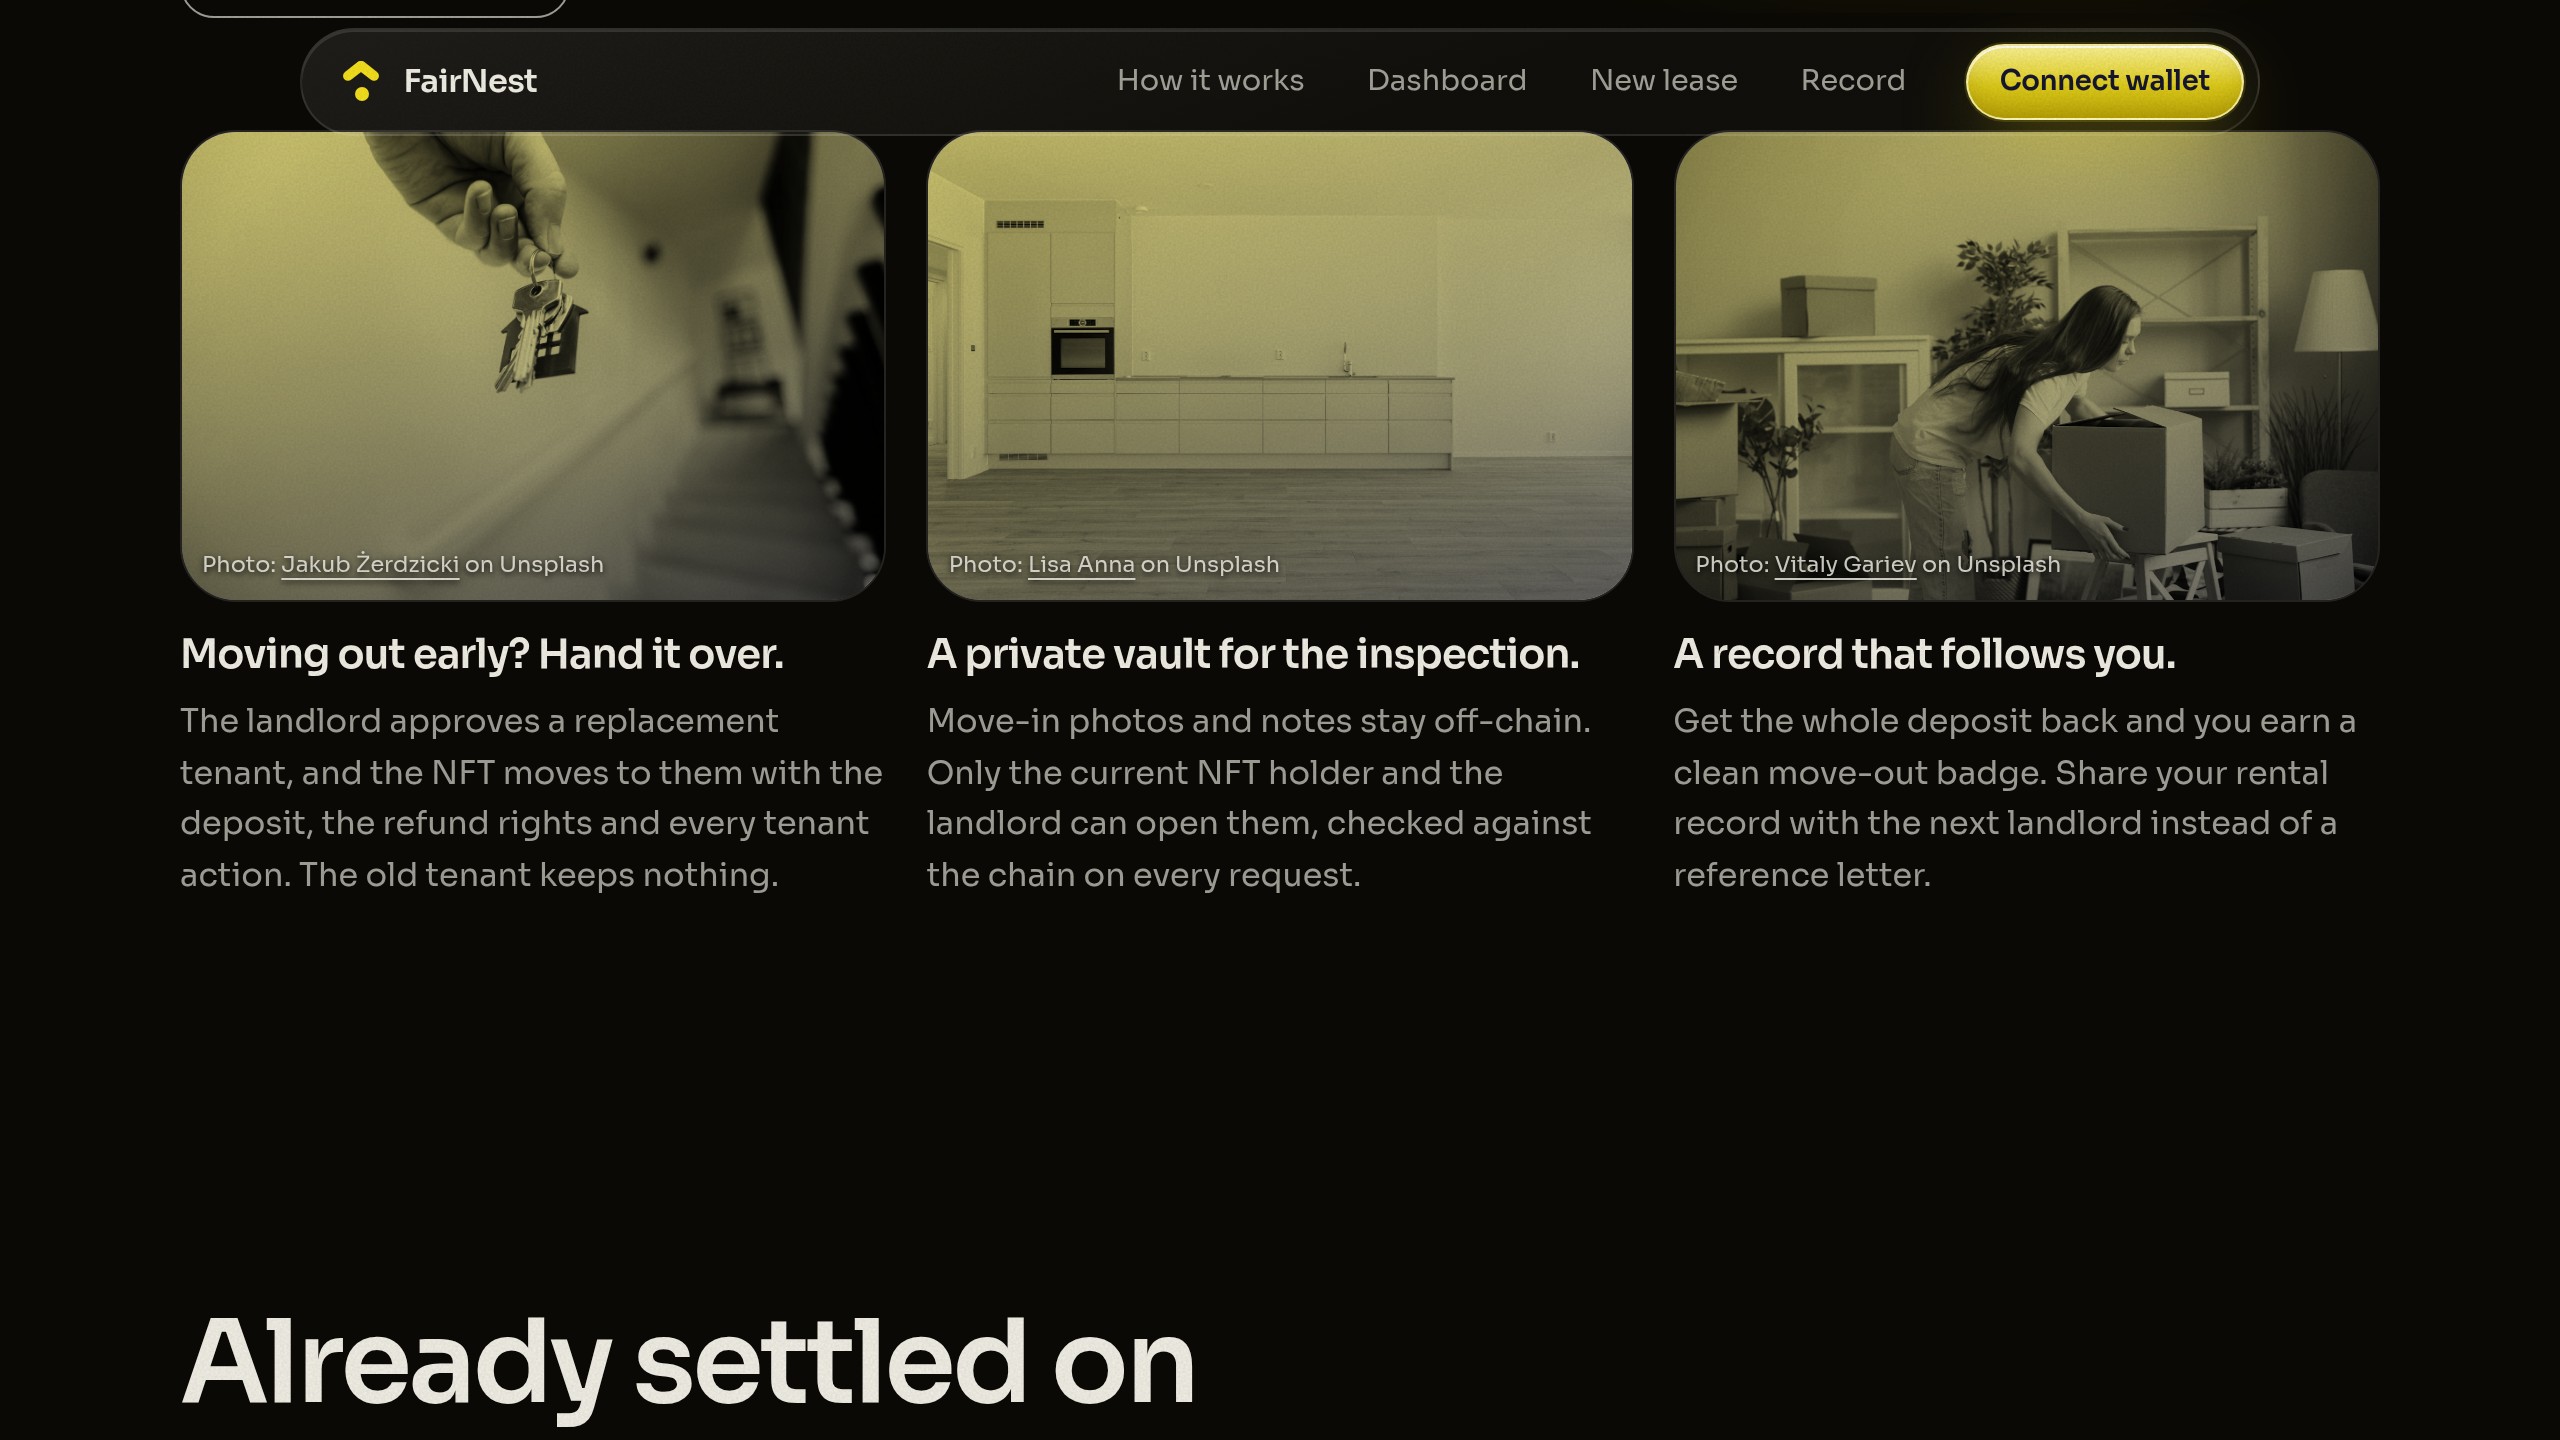 FairNest
How it works
Dashboard
New lease
Record
Connect wallet
Photo: Jakub Żerdzicki on Unsplash
Photo: Lisa Anna on Unsplash
Photo: Vitaly Gariev on Unsplash
Moving out early? Hand it over.
The landlord approves a replacement
tenant, and the NFT moves to them with the
deposit, the refund rights and every tenant
action. The old tenant keeps nothing.
A private vault for the inspection.
Move-in photos and notes stay off-chain.
Only the current NFT holder and the
landlord can open them, checked against
the chain on every request.
A record that follows you.
Get the whole deposit back and you earn a
clean move-out badge. Share your rental
record with the next landlord instead of a
reference letter.
Already settled on